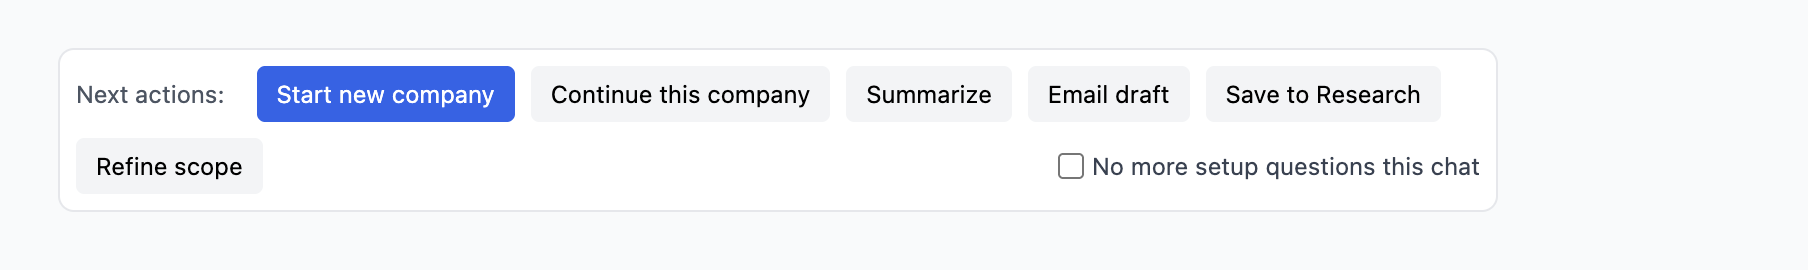 Next actions: Start new company Continue this company Summarize Email draft Save to Research
Refine scope No more setup questions this chat